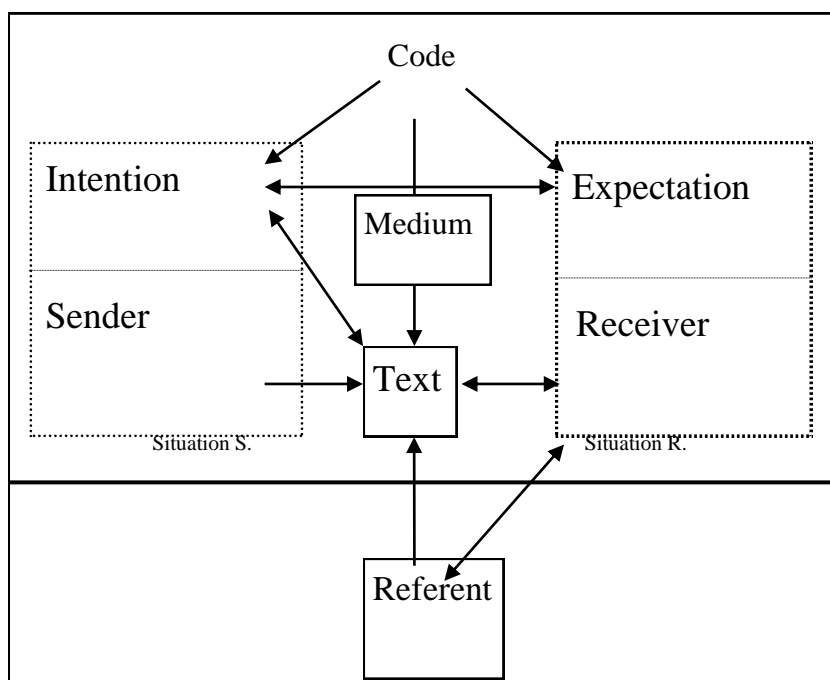 Code
Intention
Expectation
Medium
Sender
Receiver
Text
Situation S.
Situation R.
Referent